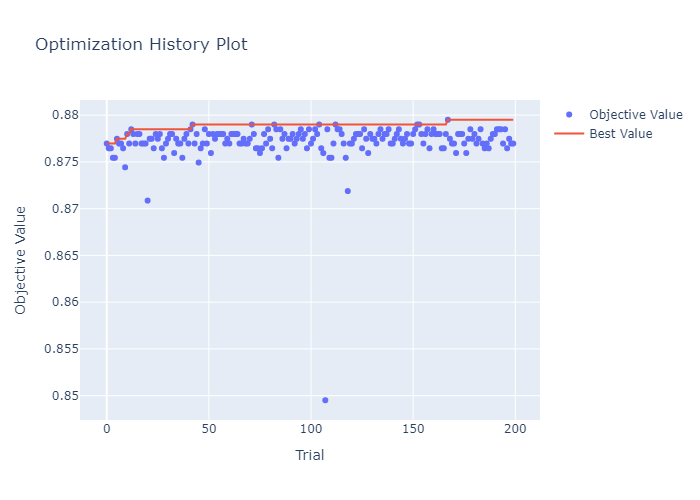 Optimization History Plot
Objective Value
Best Value
0.88
0.875
0.87
0.865
0.86
0.855
0.85
Objective Value
0
50
100
150
200
Trial